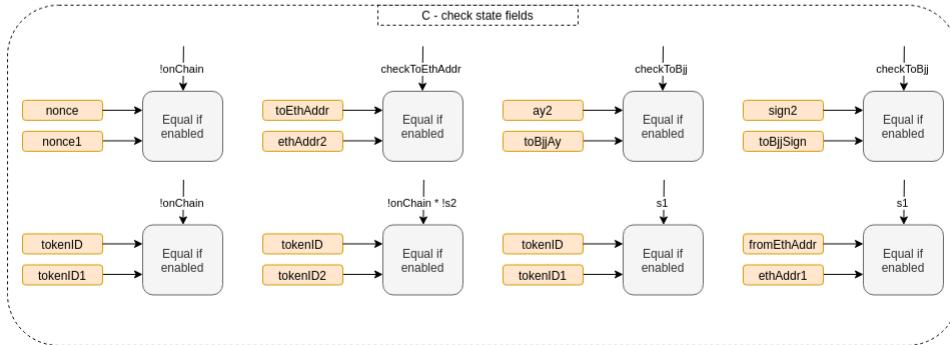 C - check state fields
!onChain
nonce
nonce1
Equal if
enabled
checkToEthAddr
toEthAddr
ethAddr2
Equal if
enabled
checkToBjj
ay2
toBjjAy
Equal if
enabled
checkToBjj
sign2
toBjjSign
Equal if
enabled
!onChain
tokenID
tokenID1
Equal if
enabled
!onChain * !s2
tokenID
tokenID2
Equal if
enabled
s1
tokenID
tokenID1
Equal if
enabled
s1
fromEthAddr
ethAddr1
Equal if
enabled